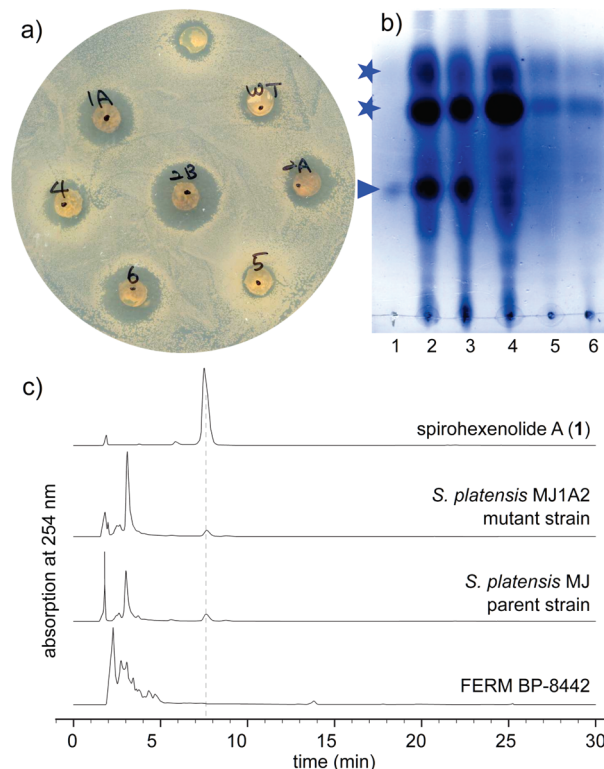 a)
b)
1A
WT
4
2B
2A
6
5
1 2 3 4 5 6
c)
absorption at 254 nm
spirohexenolide A (1)
S. platensis MJ1A2
mutant strain
S. platensis MJ
parent strain
FERM BP-8442
0 5 10 15 20 25 30
time (min)